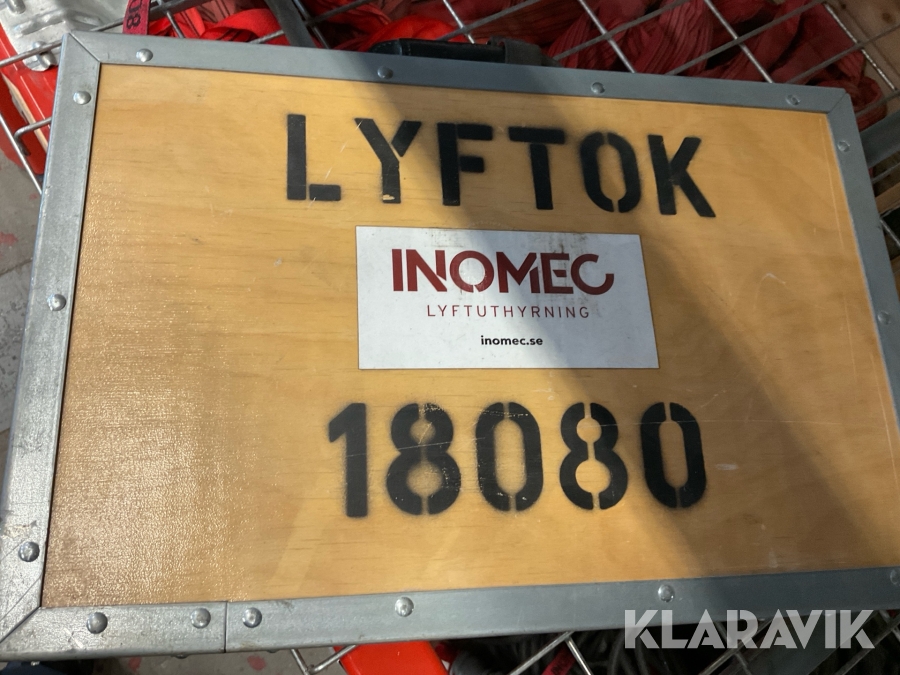 LYFTOK
INOMEC
LYFTUTHYRNING
inomec.se
18080
KLARAVIK